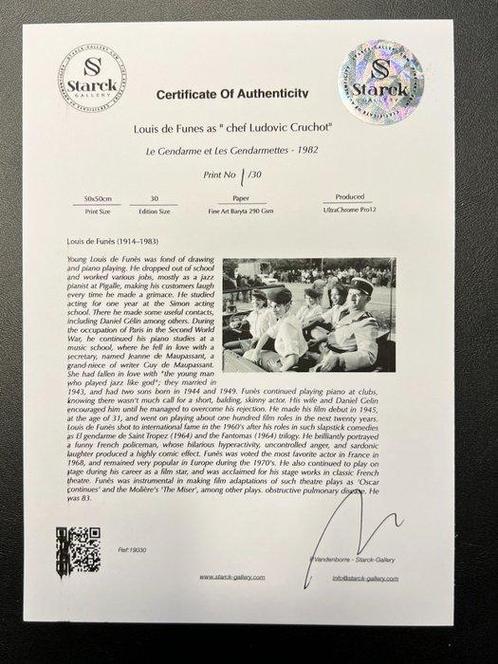 STARCK-GALLERY.COM
S
Starck
GALLERY
STARCK-GALLERY.COM
S
Starck
GALLERY
Certificate Of Authenticity
Louis de Funes as " chef Ludovic Cruchot"
Le Gendarme et Les Gendarmettes - 1982
Print No 1/30
50x50cm 30 Paper Produced
Print Size Edition Size Fine Art Baryta 290 Gsm UltraChrome Pro12
Louis de Funès (1914–1983)
Young Louis de Funès was fond of drawing
and piano playing. He dropped out of school
and worked various jobs, mostly as a jazz
pianist at Pigalle, making his customers laugh
every time he made a grimace. He studied
acting for one year at the Simon acting
school. There he made some useful contacts,
including Daniel Gélin among others. During
the occupation of Paris in the Second World
War, he continued his piano studies at a
music school, where he fell in love with a
secretary, named Jeanne de Maupassant, a
grand-niece of writer Guy de Maupassant.
She had fallen in love with "the young man
who played jazz like god"; they married in
1943, and had two sons born in 1944 and 1949. Funès continued playing piano at clubs,
knowing there wasn't much call for a short, balding, skinny actor. His wife and Daniel Gelin
encouraged him until he managed to overcome his rejection. He made his film debut in 1945,
at the age of 31, and went on playing about one hundred film roles in the next twenty years.
Louis de Funès shot to international fame in the 1960's after his roles in such slapstick comedies
as El gendarme de Saint Tropez (1964) and the Fantomas (1964) trilogy. He brilliantly portrayed
a funny French policeman, whose hilarious hyperactivity, uncontrolled anger, and sardonic
laughter produced a highly comic effect. Funès was voted the most favorite actor in France in
1968, and remained very popular in Europe during the 1970's. He also continued to play on
stage during his career as a film star, and was acclaimed for his stage works in classic French
theatre. Funès was instrumental in making film adaptations of such theatre plays as 'Oscar
continues' and the Molière's 'The Miser', among other plays. obstructive pulmonary disease. He
was 83.
Ref:19030
Vandenborre - Starck-Gallery
www.starck-gallery.com info@starck-gallery.com